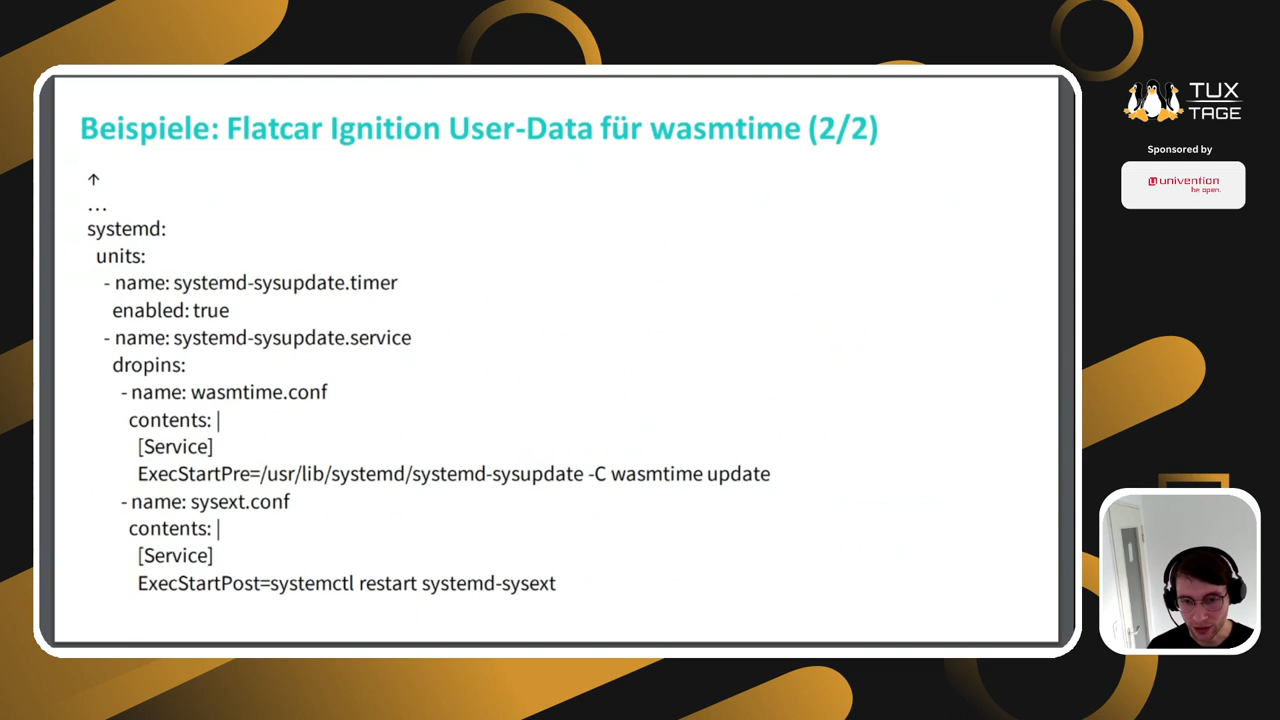 Beispiele: Flatcar Ignition User-Data für wasmtime (2/2)
↑
...
systemd:
units:
- name: systemd-sysupdate.timer
enabled: true
- name: systemd-sysupdate.service
dropins:
- name: wasmtime.conf
contents: |
[Service]
ExecStartPre=/usr/lib/systemd/systemd-sysupdate -C wasmtime update
- name: sysext.conf
contents: |
[Service]
ExecStartPost=systemctl restart systemd-sysext
TUX
TAGE
Sponsored by
univention
be open.